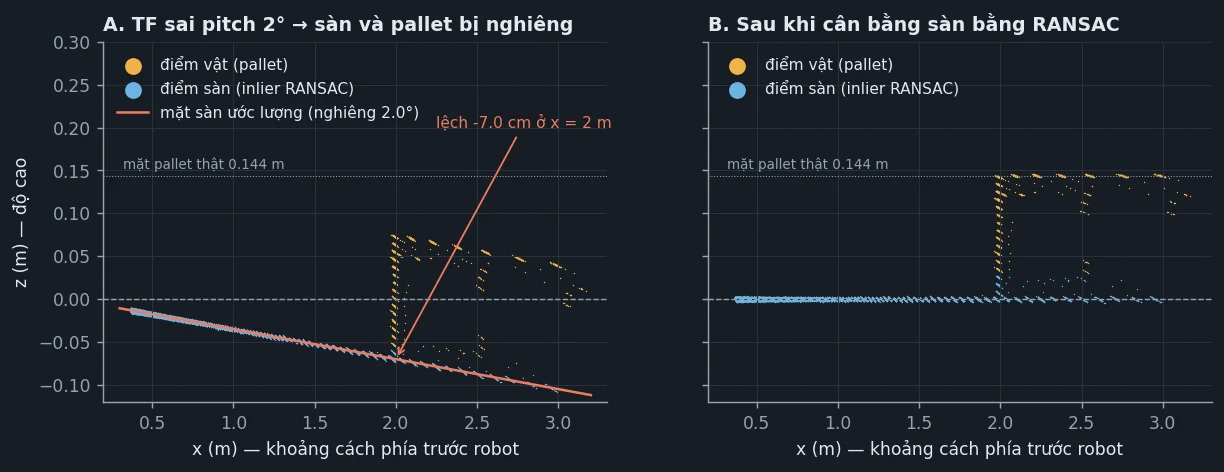 A. TF sai pitch 2° → sàn và pallet bị nghiêng
0.30
0.25
0.20
0.15
0.10
0.05
0.00
−0.05
−0.10
z (m) — độ cao
điểm vật (pallet)
điểm sàn (inlier RANSAC)
mặt sàn ước lượng (nghiêng 2.0°)
lệch -7.0 cm ở x = 2 m
mặt pallet thật 0.144 m
0.5 1.0 1.5 2.0 2.5 3.0
x (m) — khoảng cách phía trước robot
B. Sau khi cân bằng sàn bằng RANSAC
điểm vật (pallet)
điểm sàn (inlier RANSAC)
mặt pallet thật 0.144 m
0.5 1.0 1.5 2.0 2.5 3.0
x (m) — khoảng cách phía trước robot